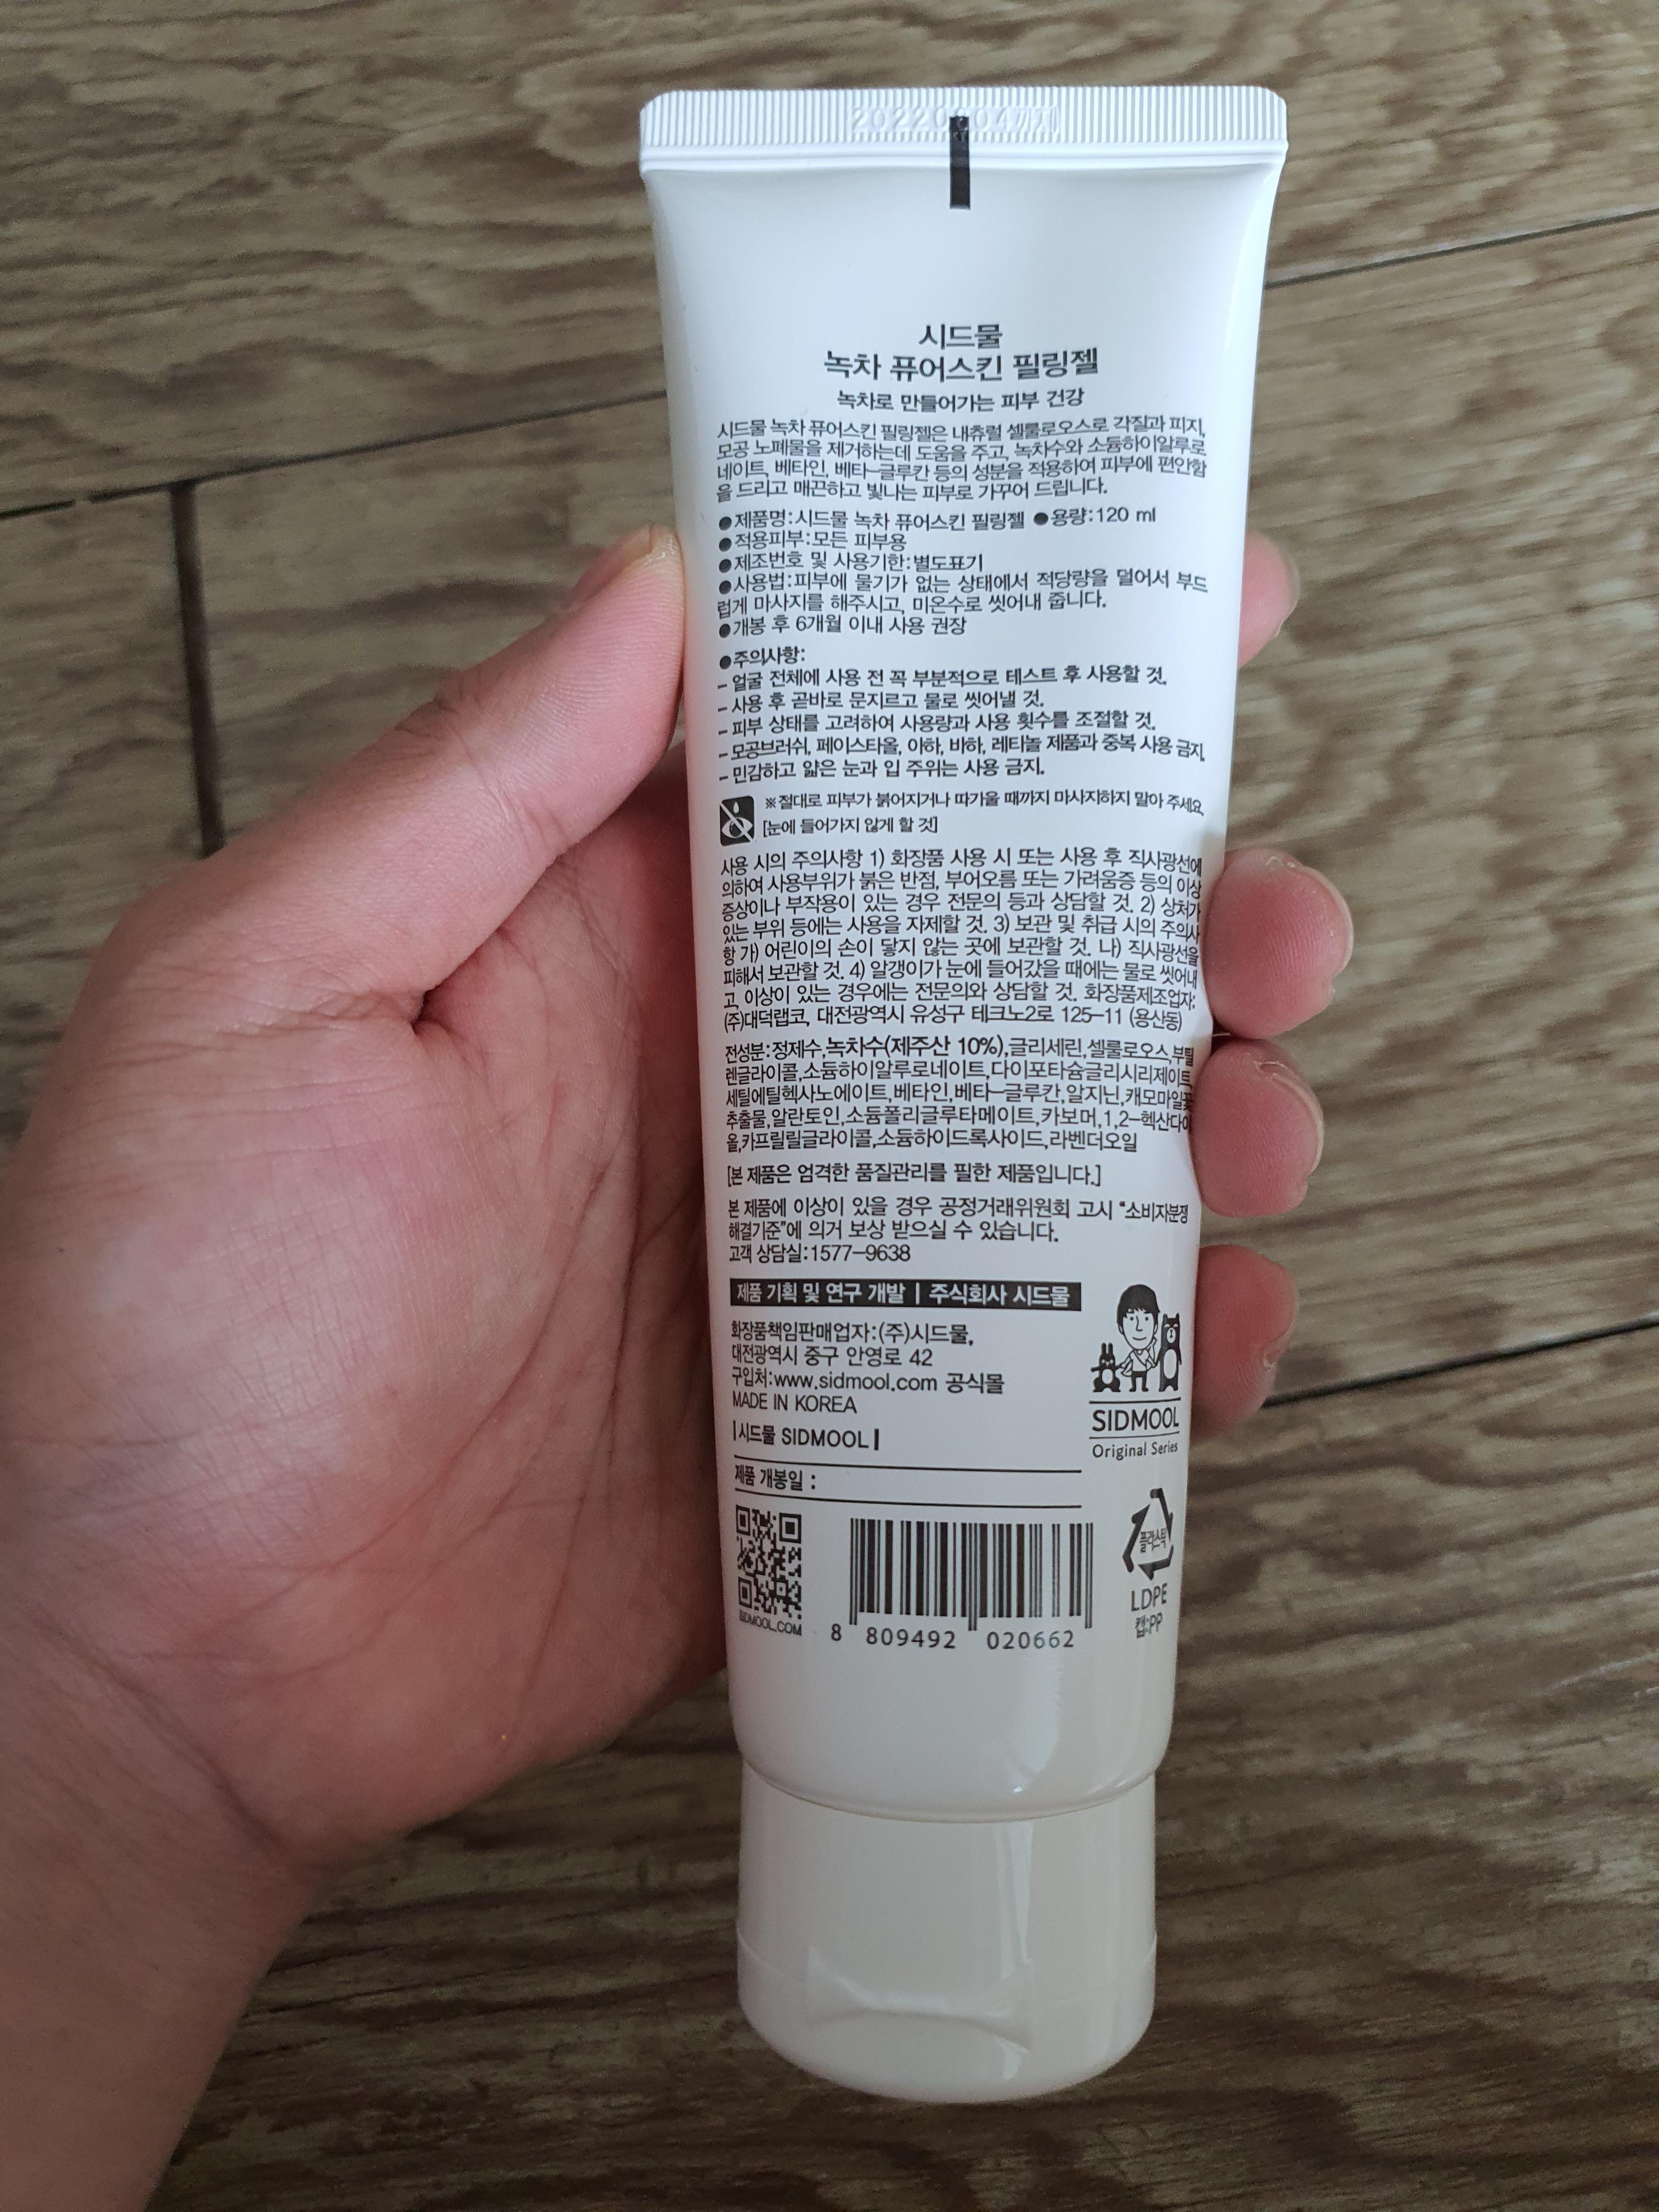 시드물
녹차 퓨어스킨 필링젤
녹차로 만들어가는 피부 건강
시드물 녹차 퓨어스킨 필링젤은 내츄럴 셀룰로오스로 각질과 피지,
모공 노폐물을 제거하는데 도움을 주고, 녹차수와 소듐하이알루로
네이트, 베타인, 베타-글루칸 등의 성분을 적용하여 피부에 편안함
을 드리고 매끈하고 빛나는 피부로 가꾸어 드립니다.
●제품명:시드물 녹차 퓨어스킨 필링젤 ●용량:120 ml
●적용피부:모든 피부용
●제조번호 및 사용기한:별도표기
●사용법:피부에 물기가 없는 상태에서 적당량을 덜어서 부드
럽게 마사지를 해주시고, 미온수로 씻어내 줍니다.
●개봉 후 6개월 이내 사용 권장
●주의사항:
- 얼굴 전체에 사용 전 꼭 부분적으로 테스트 후 사용할 것.
- 사용 후 곧바로 문지르고 물로 씻어낼 것.
- 피부 상태를 고려하여 사용량과 사용 횟수를 조절할 것.
- 모공브러쉬, 페이스타올, 아하, 바하, 레티놀 제품과 중복 사용 금지.
- 민감하고 얇은 눈과 입 주위는 사용 금지.
※절대로 피부가 붉어지거나 따가울 때까지 마사지하지 말아 주세요.
[눈에 들어가지 않게 할 것]
사용 시의 주의사항 1) 화장품 사용 시 또는 사용 후 직사광선에
의하여 사용부위가 붉은 반점, 부어오름 또는 가려움증 등의 이상
증상이나 부작용이 있는 경우 전문의 등과 상담할 것. 2) 상처가
있는 부위 등에는 사용을 자제할 것. 3) 보관 및 취급 시의 주의사
항 가) 어린이의 손이 닿지 않는 곳에 보관할 것. 나) 직사광선을
피해서 보관할 것. 4) 알갱이가 눈에 들어갔을 때에는 물로 씻어내
고, 이상이 있는 경우에는 전문의와 상담할 것. 화장품제조업자:
(주)대덕랩코, 대전광역시 유성구 테크노2로 125-11 (용산동)
전성분:정제수,녹차수(제주산 10%),글리세린,셀룰로오스,부틸
렌글라이콜,소듐하이알루로네이트,다이포타슘글리시리제이트,
세틸에틸헥사노에이트,베타인,베타-글루칸,알지닌,캐모마일꽃
추출물,알란토인,소듐폴리글루타메이트,카보머,1,2-헥산다이
올,카프릴릴글라이콜,소듐하이드록사이드,라벤더오일
[본 제품은 엄격한 품질관리를 필한 제품입니다.]
본 제품에 이상이 있을 경우 공정거래위원회 고시 "소비자분쟁
해결기준"에 의거 보상 받으실 수 있습니다.
고객 상담실:1577-9638
제품 기획 및 연구 개발 | 주식회사 시드물
화장품책임판매업자:(주)시드물,
대전광역시 중구 안영로 42
구입처:www.sidmool.com 공식몰
MADE IN KOREA
|시드물 SIDMOOL|
SIDMOOL
Original Series
제품 개봉일 :
SIDMOOL.COM
8 809492 020662
플라스틱
LDPE
캡:PP